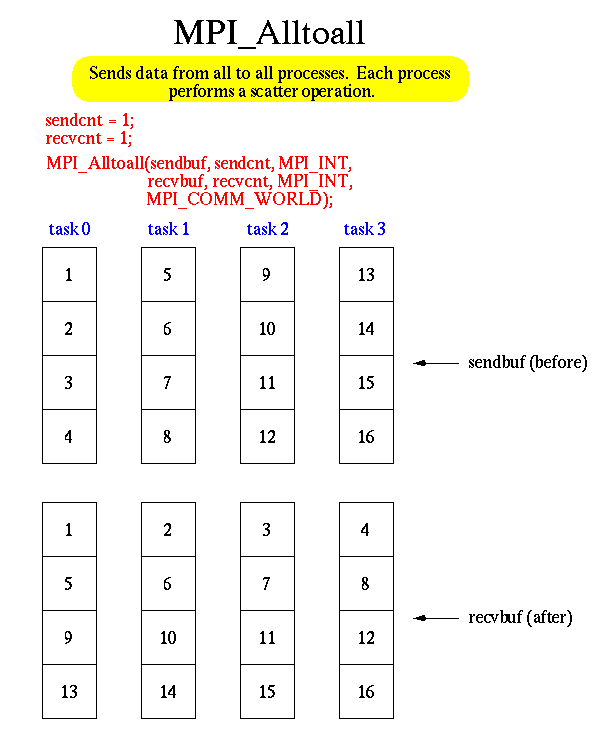 MPI_Alltoall
Sends data from all to all processes. Each process
performs a scatter operation.
sendcnt = 1;
recvcnt = 1;
MPI_Alltoall(sendbuf, sendcnt, MPI_INT,
recvbuf, recvcnt, MPI_INT,
MPI_COMM_WORLD);
task 0 task 1 task 2 task 3
1 5 9 13
2 6 10 14
sendbuf (before)
3 7 11 15
4 8 12 16
1 2 3 4
5 6 7 8
recvbuf (after)
9 10 11 12
13 14 15 16